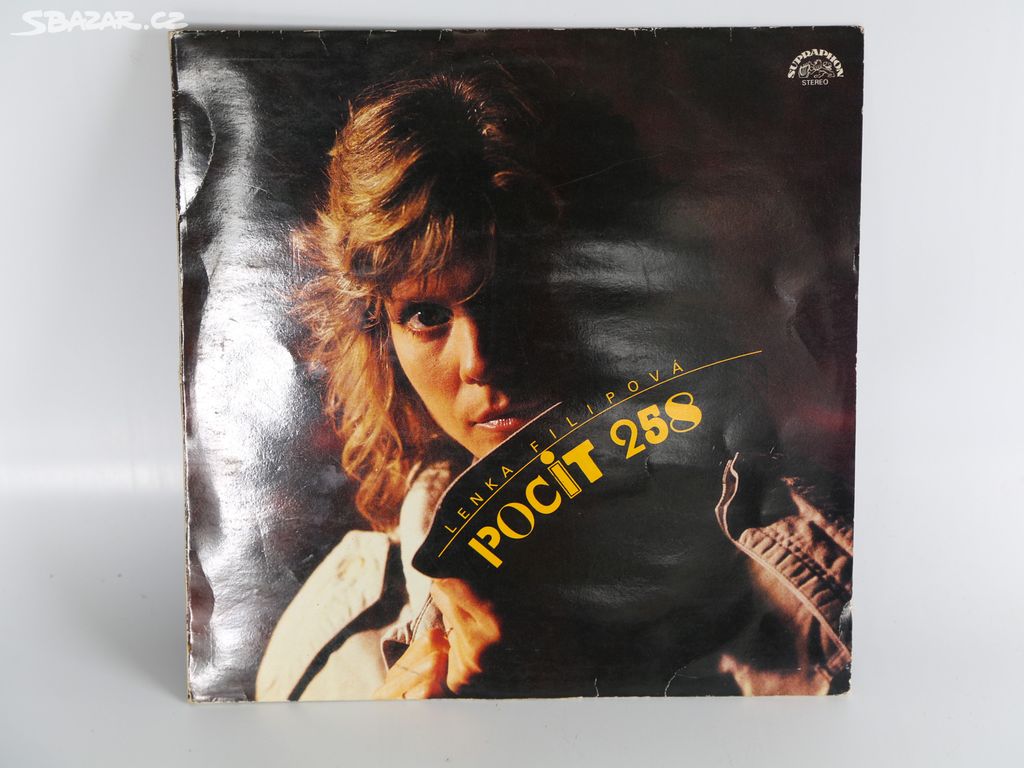 SBAZAR.CZ
SUPRAPHON
STEREO
LENKA FILIPOVÁ
POCIT 258